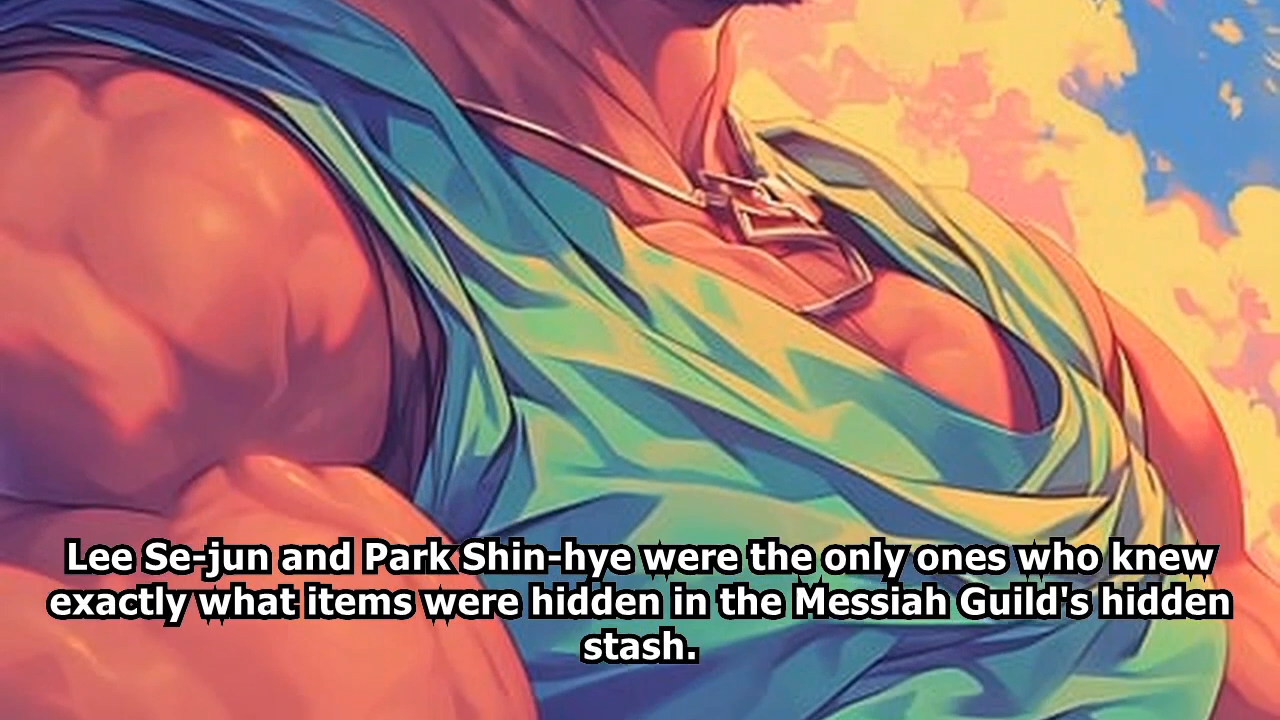 Lee Se-jun and Park Shin-hye were the only ones who knew
exactly what items were hidden in the Messiah Guild's hidden
stash.